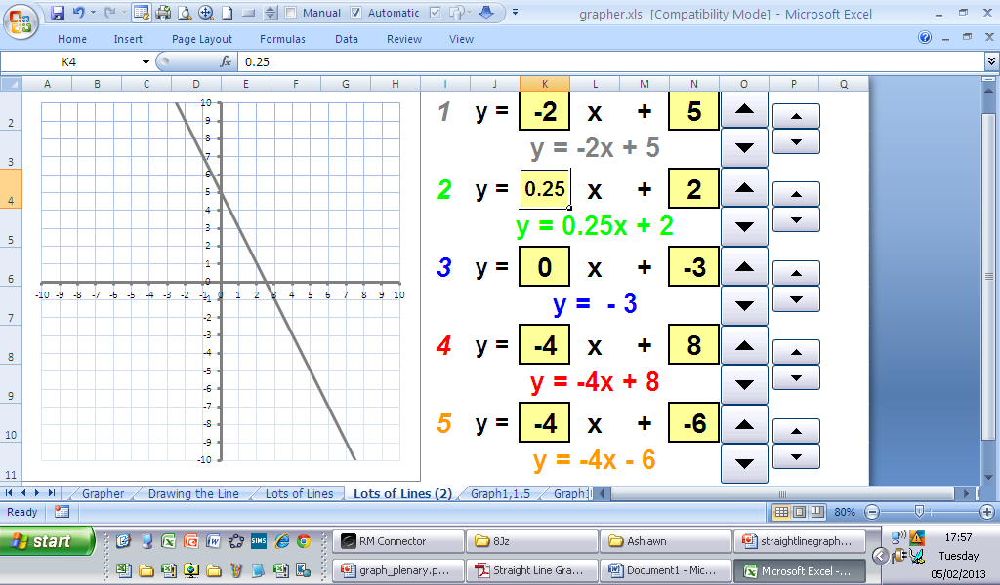 Manual Automatic
grapher.xls [Compatibility Mode] - Microsoft Excel
Home Insert Page Layout Formulas Data Review View
K4 fx 0.25
A B C D E F G H I J K L M N O P Q
2
3
4
5
6
7
8
9
10
11
10
9
8
7
6
5
4
3
2
1
0
-10 -9 -8 -7 -6 -5 -4 -3 -2 -1 0 1 2 3 4 5 6 7 8 9 10
-1
-2
-3
-4
-5
-6
-7
-8
-9
-10
1 y = -2 x + 5
y = -2x + 5
2 y = 0.25 x + 2
y = 0.25x + 2
3 y = 0 x + -3
y = - 3
4 y = -4 x + 8
y = -4x + 8
5 y = -4 x + -6
y = -4x - 6
Grapher Drawing the Line Lots of Lines Lots of Lines (2) Graph1,1.5 Graph1
Ready 80%
start
SIMS
RM Connector 8Jz Ashlawn straightlinegraph...
graph_plenary.p... Straight Line Gra... Document1 - Mic... Microsoft Excel -...
17:57
Tuesday
05/02/2013